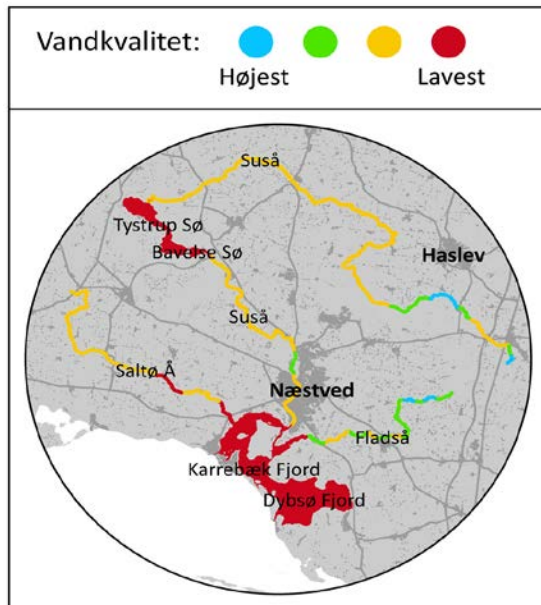 Vandkvalitet:
Højest
Lavest
Suså
Tystrup Sø
Bavelse Sø
Haslev
Suså
Saltø Å
Næstved
Fladså
Karrebæk Fjord
Dybsø Fjord